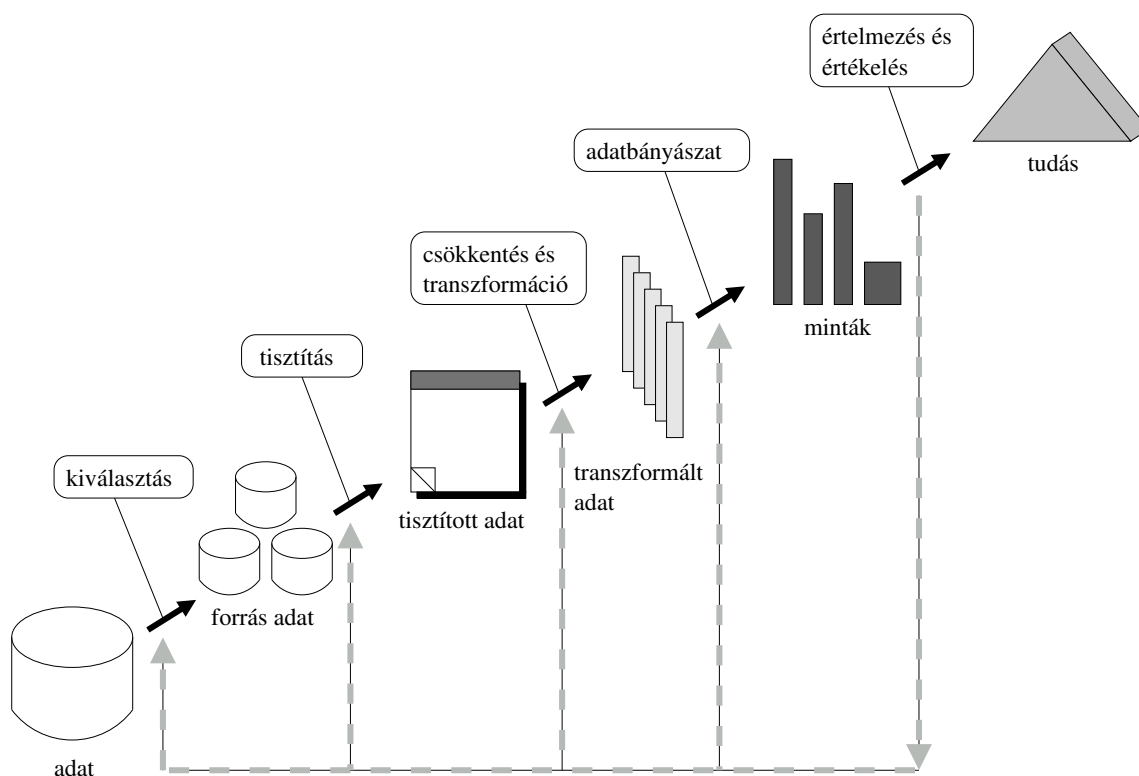 értelmezés és
értékelés
tudás
adatbányászat
minták
csökkentés és
transzformáció
transzformált
adat
tisztítás
tisztított adat
kiválasztás
forrás adat
adat